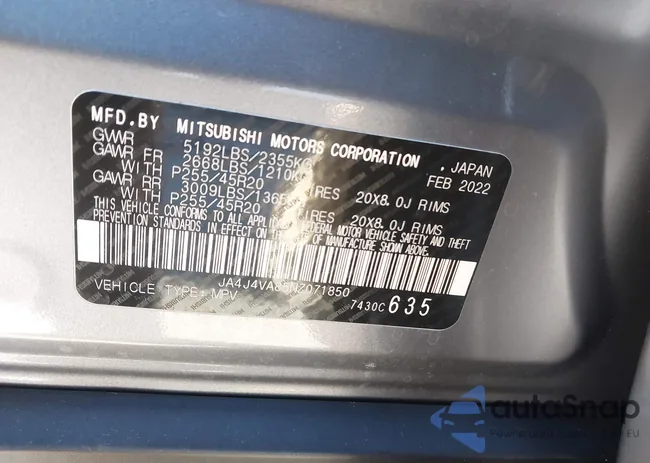 MFD.BY MITSUBISHI MOTORS CORPORATION . JAPAN
GVWR 5192LBS/2355KG FEB 2022
GAWR FR 2668LBS/1210KG
WITH P255/45R20 TIRES 20X8.0J RIMS
GAWR RR 3009LBS/1365KG
WITH P255/45R20 TIRES 20X8.0J RIMS
THIS VEHICLE CONFORMS TO ALL APPLICABLE FEDERAL MOTOR VEHICLE SAFETY AND THEFT
PREVENTION STANDARDS IN EFFECT ON THE DATE OF MANUFACTURE SHOWN ABOVE.
JA4J4VA85NZ071850
VEHICLE TYPE: MPV 7430C 635
autoSnap
EU